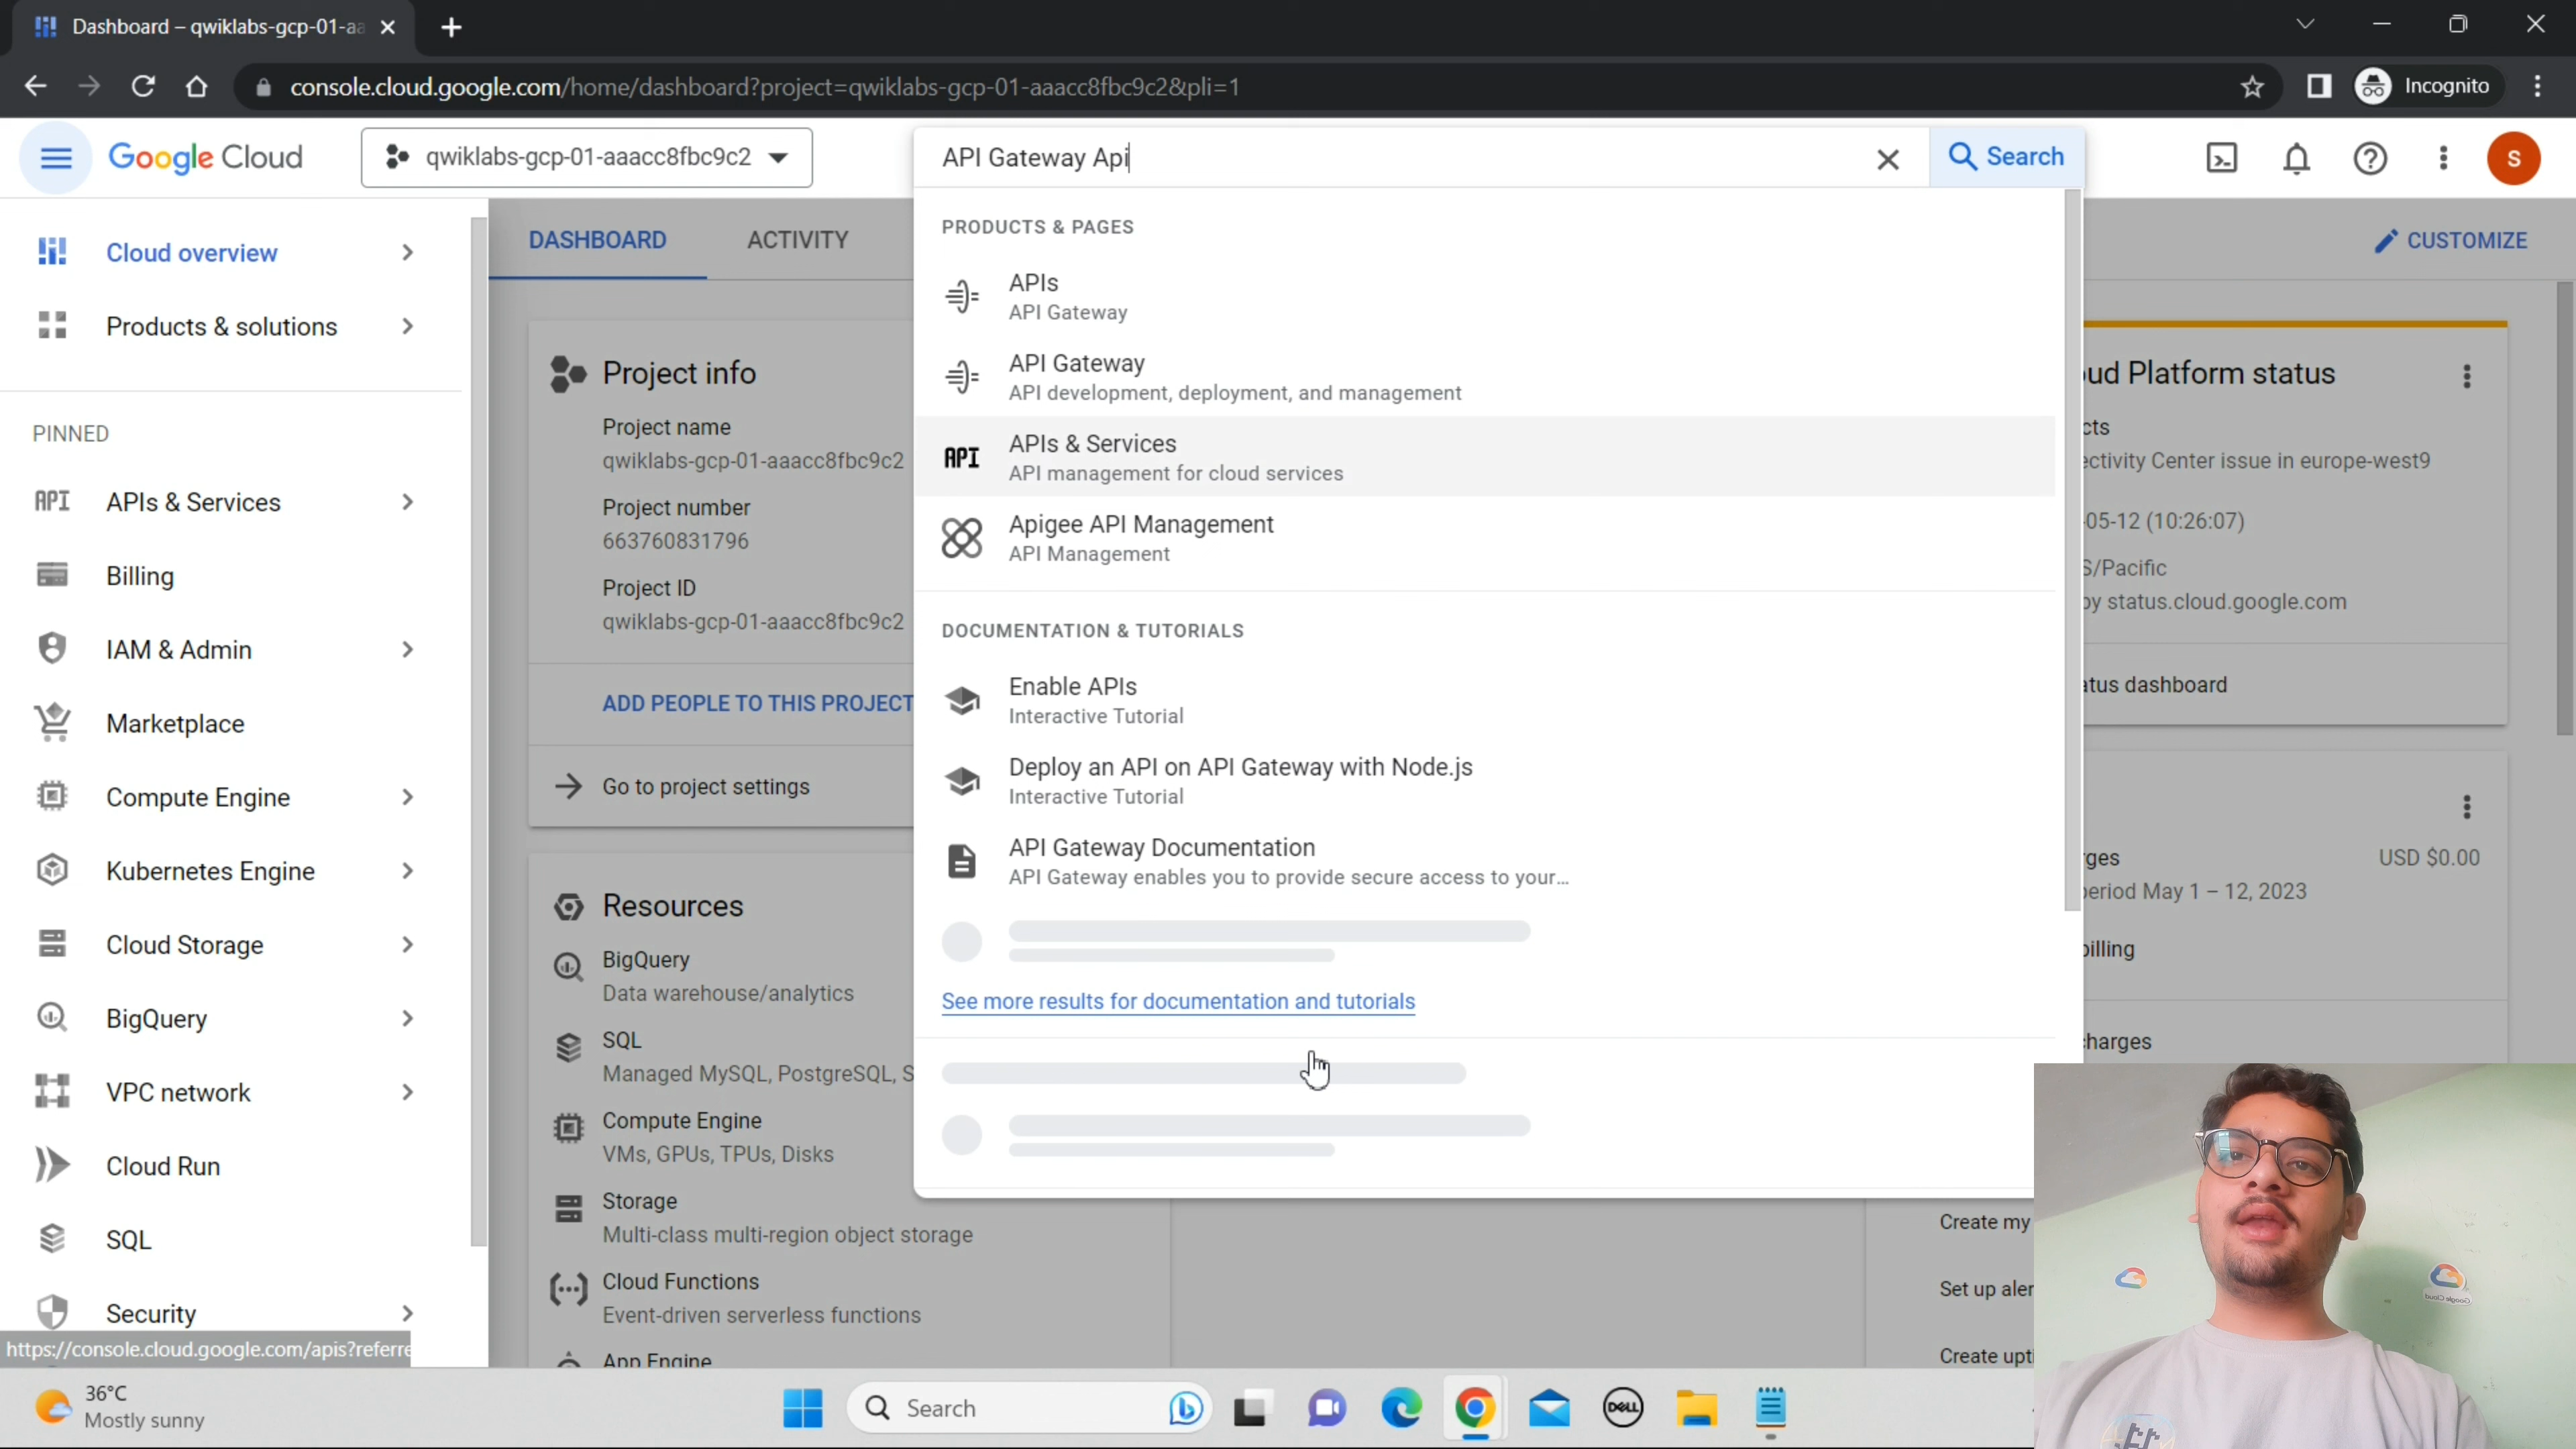 Dashboard – qwiklabs-gcp-01-aa
console.cloud.google.com/home/dashboard?project=qwiklabs-gcp-01-aaacc8fbc9c2&pli=1
Incognito
Google Cloud
qwiklabs-gcp-01-aaacc8fbc9c2
API Gateway Api
Search
S
Cloud overview
Products & solutions
PINNED
API APIs & Services
Billing
IAM & Admin
Marketplace
Compute Engine
Kubernetes Engine
Cloud Storage
BigQuery
VPC network
Cloud Run
SQL
Security
https://console.cloud.google.com/apis?referre
DASHBOARD
ACTIVITY
CUSTOMIZE
Project info
Project name
qwiklabs-gcp-01-aaacc8fbc9c2
Project number
663760831796
Project ID
qwiklabs-gcp-01-aaacc8fbc9c2
ADD PEOPLE TO THIS PROJECT
Go to project settings
Resources
BigQuery
Data warehouse/analytics
SQL
Managed MySQL, PostgreSQL, S
Compute Engine
VMs, GPUs, TPUs, Disks
Storage
Multi-class multi-region object storage
Cloud Functions
Event-driven serverless functions
App Engine
PRODUCTS & PAGES
APIs
API Gateway
API Gateway
API development, deployment, and management
API APIs & Services
API management for cloud services
Apigee API Management
API Management
DOCUMENTATION & TUTORIALS
Enable APIs
Interactive Tutorial
Deploy an API on API Gateway with Node.js
Interactive Tutorial
API Gateway Documentation
API Gateway enables you to provide secure access to your...
See more results for documentation and tutorials
oud Platform status
cts
ectivity Center issue in europe-west9
-05-12 (10:26:07)
S/Pacific
by status.cloud.google.com
atus dashboard
rges
USD $0.00
period May 1 – 12, 2023
billing
charges
Create my
Set up aler
Create upti
Google Cloud
36°C
Mostly sunny
Search
DELL